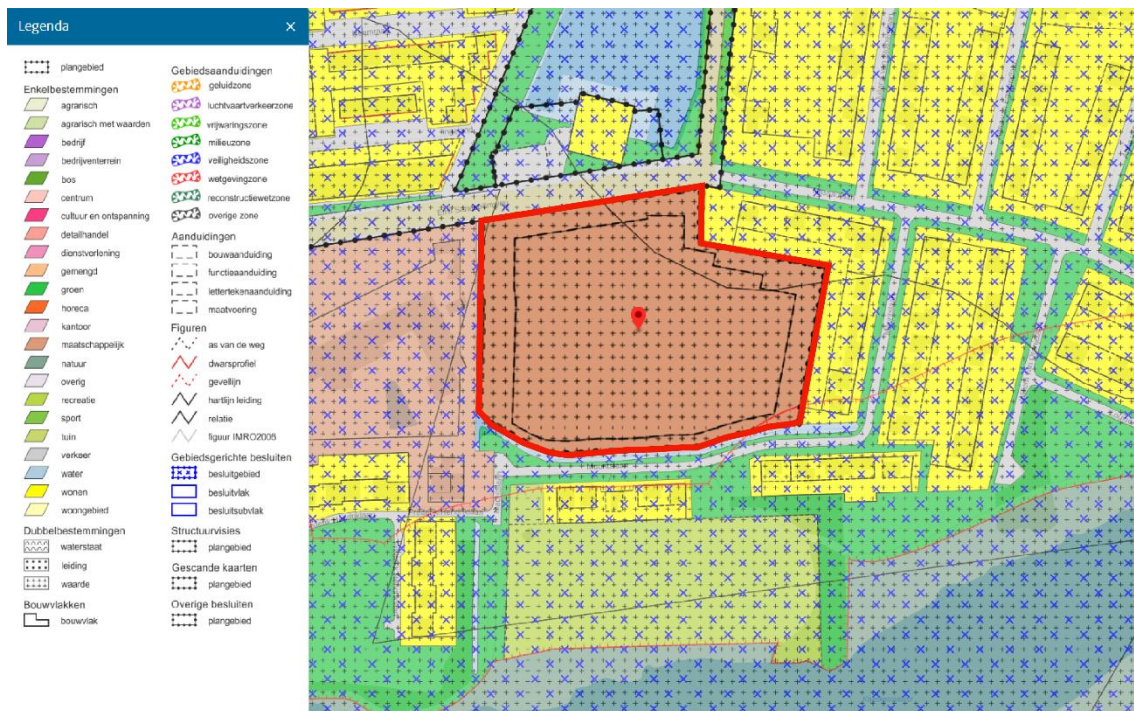 Legenda
×
plangebied
Enkelbestemmingen
agrarisch
agrarisch met waarden
bedrijf
bedrijventerrein
bos
centrum
cultuur en ontspanning
detailhandel
dienstverlening
gemengd
groen
horeca
kantoor
maatschappelijk
natuur
overig
recreatie
sport
tuin
verkeer
water
wonen
woongebied
Dubbelbestemmingen
waterstaat
leiding
waarde
Bouwvlakken
bouwvlak
Gebiedsaanduidingen
geluidzone
luchtvaartverkeerzone
vrijwaringszone
milieuzone
veiligheidszone
wetgevingzone
reconstructiewetzone
overige zone
Aanduidingen
bouwaanduiding
functieaanduiding
lettertekenaanduiding
maatvoering
Figuren
as van de weg
dwarsprofiel
gevellijn
hartlijn leiding
relatie
figuur IMRO2006
Gebiedsgerichte besluiten
besluitgebied
besluitvlak
besluitsubvlak
Structuurvisies
plangebied
Gescande kaarten
plangebied
Overige besluiten
plangebied